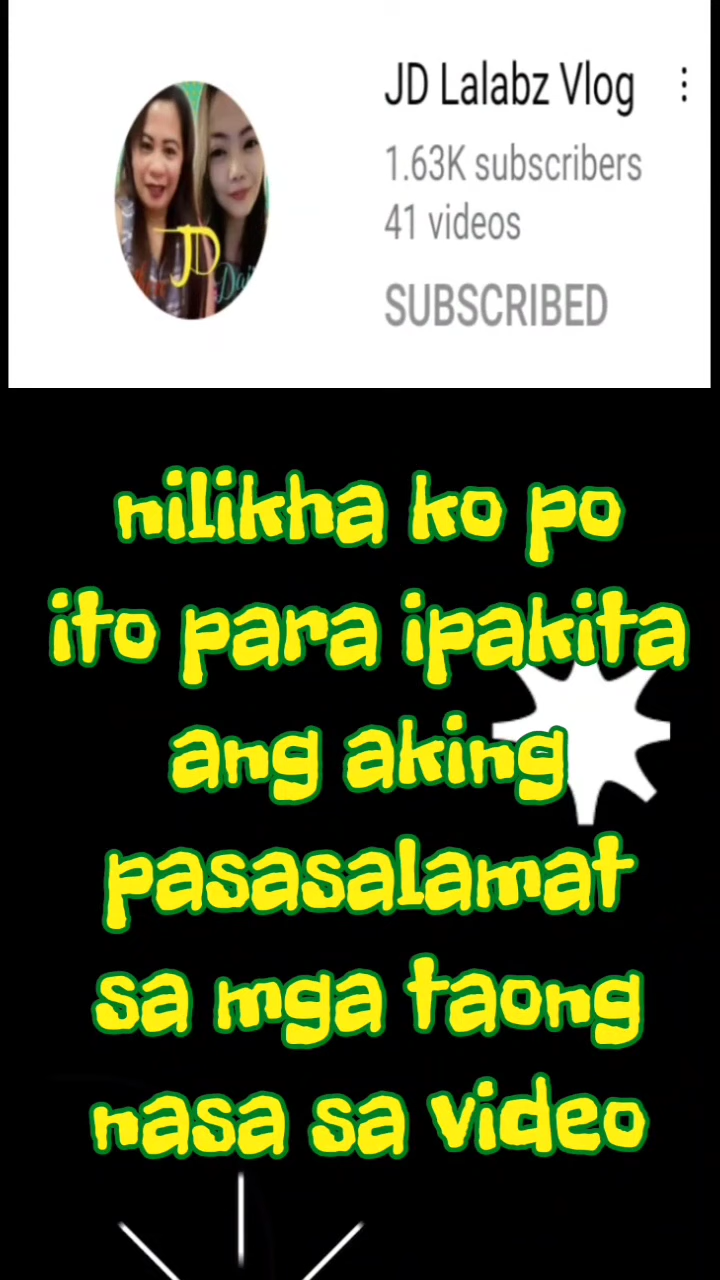 JD Lalabz Vlog
1.63K subscribers
41 videos
SUBSCRIBED
JD
nilikha ko po
ito para ipakita
ang aking
pasasalamat
sa mga taong
nasa sa video